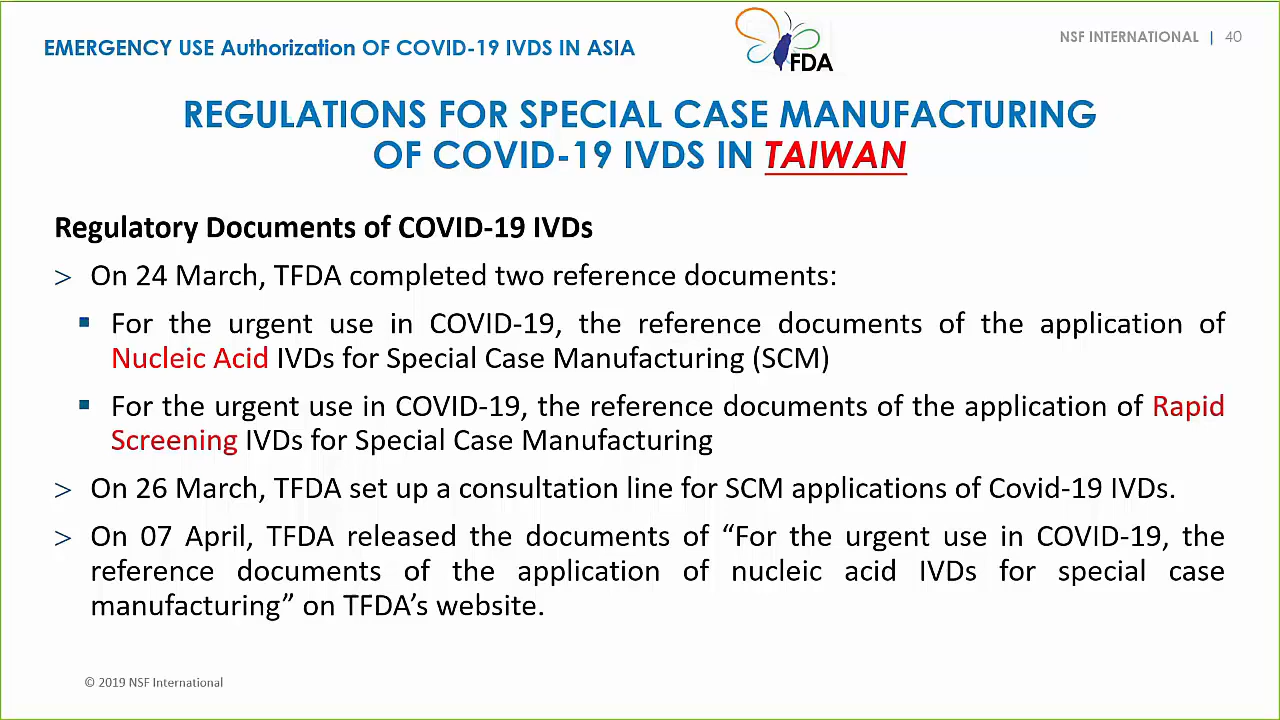 EMERGENCY USE Authorization OF COVID-19 IVDS IN ASIA
FDA
NSF INTERNATIONAL | 40
REGULATIONS FOR SPECIAL CASE MANUFACTURING
OF COVID-19 IVDS IN TAIWAN
Regulatory Documents of COVID-19 IVDs
> On 24 March, TFDA completed two reference documents:
▪ For the urgent use in COVID-19, the reference documents of the application of
Nucleic Acid IVDs for Special Case Manufacturing (SCM)
▪ For the urgent use in COVID-19, the reference documents of the application of Rapid
Screening IVDs for Special Case Manufacturing
> On 26 March, TFDA set up a consultation line for SCM applications of Covid-19 IVDs.
> On 07 April, TFDA released the documents of “For the urgent use in COVID-19, the
reference documents of the application of nucleic acid IVDs for special case
manufacturing” on TFDA’s website.
© 2019 NSF International